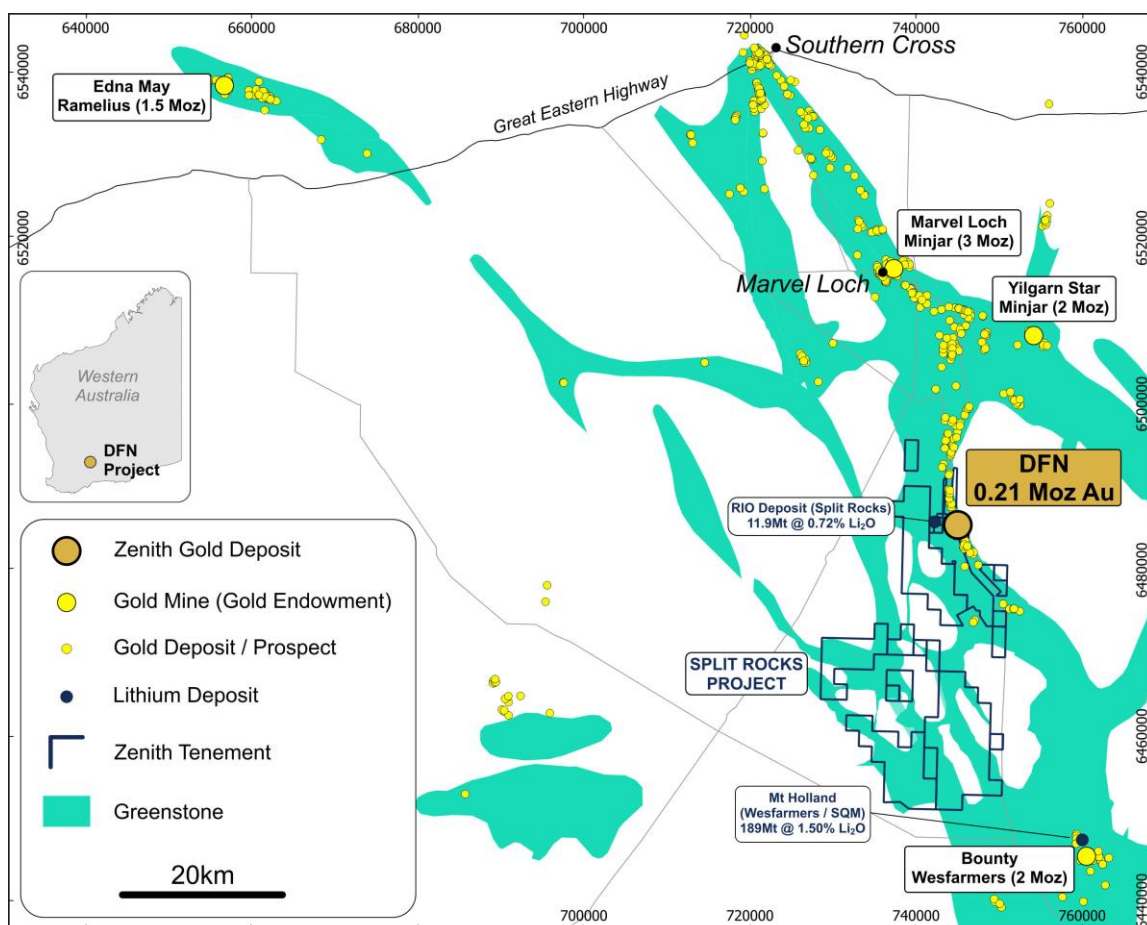 640000
660000
680000
700000
720000
740000
760000
6540000
6520000
6540000
6520000
6500000
6480000
6460000
6440000
Southern Cross
Great Eastern Highway
Edna May
Ramelius (1.5 Moz)
Marvel Loch
Minjar (3 Moz)
Marvel Loch
Yilgarn Star
Minjar (2 Moz)
Western
Australia
DFN
Project
DFN
0.21 Moz Au
RIO Deposit (Split Rocks)
11.9Mt @ 0.72% Li₂O
SPLIT ROCKS
PROJECT
Mt Holland
(Wesfarmers / SQM)
189Mt @ 1.50% Li₂O
Bounty
Wesfarmers (2 Moz)
Zenith Gold Deposit
Gold Mine (Gold Endowment)
Gold Deposit / Prospect
Lithium Deposit
Zenith Tenement
Greenstone
20km
700000
720000
740000
760000